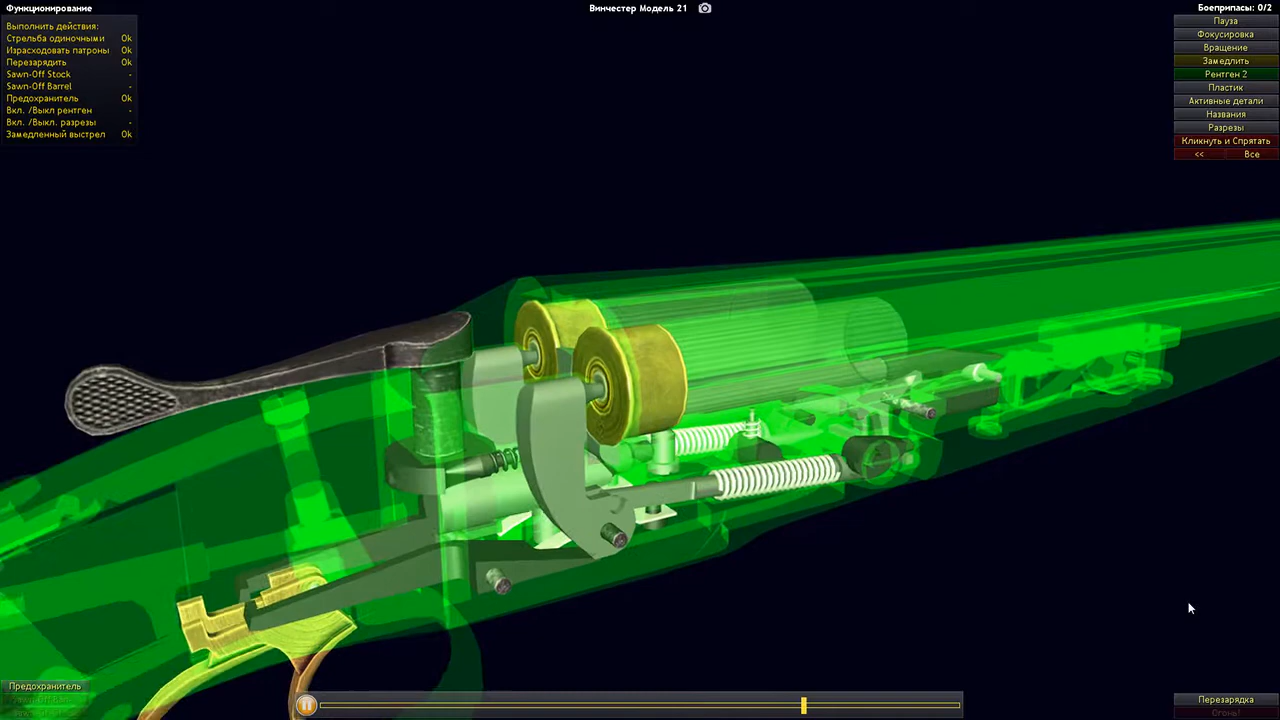 Функционирование
Винчестер Модель 21
Боеприпасы: 0/2
Выполнить действия:
Стрельба одиночными Ok
Израсходовать патроны Ok
Перезарядить Ok
Sawn-Off Stock -
Sawn-Off Barrel -
Предохранитель Ok
Вкл. /Выкл рентген -
Вкл. /Выкл. разрезы -
Замедленный выстрел Ok
Пауза
Фокусировка
Вращение
Замедлить
Рентген 2
Пластик
Активные детали
Названия
Разрезы
Кликнуть и Спрятать
<< Все
Предохранитель
Перезарядка